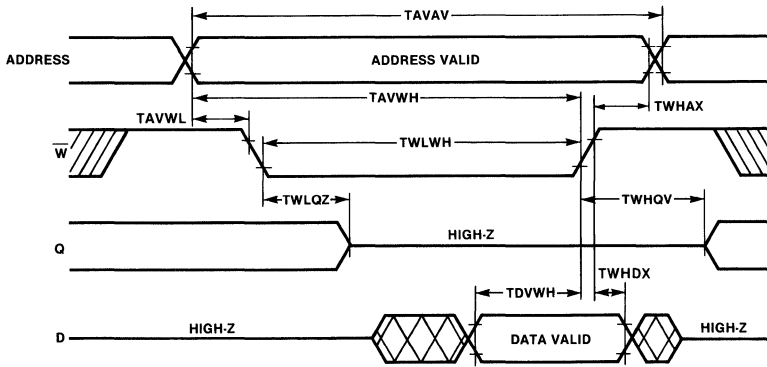 TAVAV
ADDRESS
ADDRESS VALID
TAVWH
TAVWL
TWHAX
W
TWLWH
TWLQZ
TWHQV
HIGH-Z
Q
TWHDX
TDVWH
HIGH-Z
D
DATA VALID
HIGH-Z